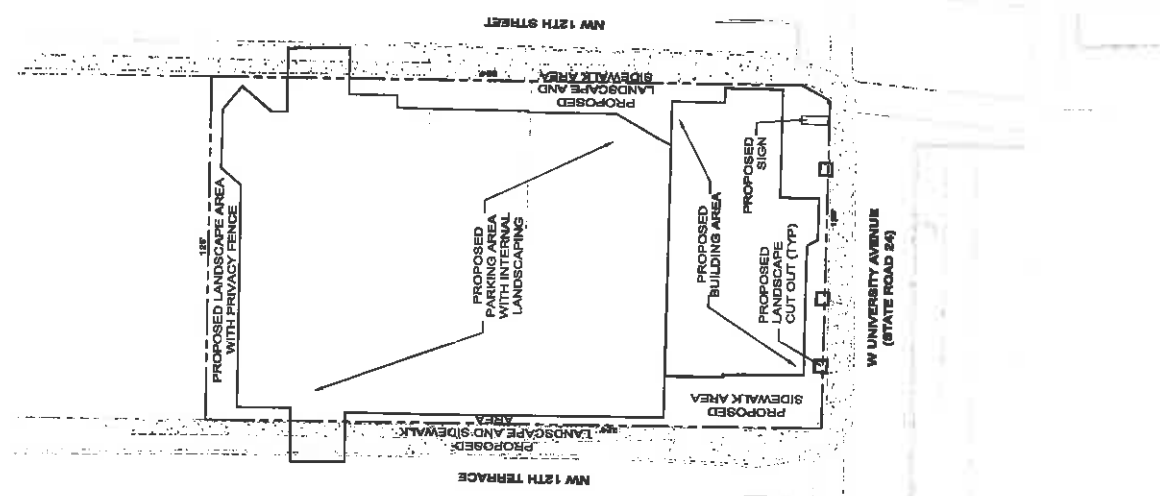 NW 12TH STREET
PROPOSED
LANDSCAPE AND
SIDEWALK AREA
125'
PROPOSED LANDSCAPE AREA
WITH PRIVACY FENCE
PROPOSED
PARKING AREA
WITH INTERNAL
LANDSCAPING
PROPOSED
BUILDING AREA
PROPOSED
SIGN
PROPOSED
LANDSCAPE
CUT OUT (TYP)
W UNIVERSITY AVENUE
(STATE ROAD 24)
PROPOSED
SIDEWALK AREA
PROPOSED
LANDSCAPE AND SIDEWALK
AREA
NW 12TH TERRACE